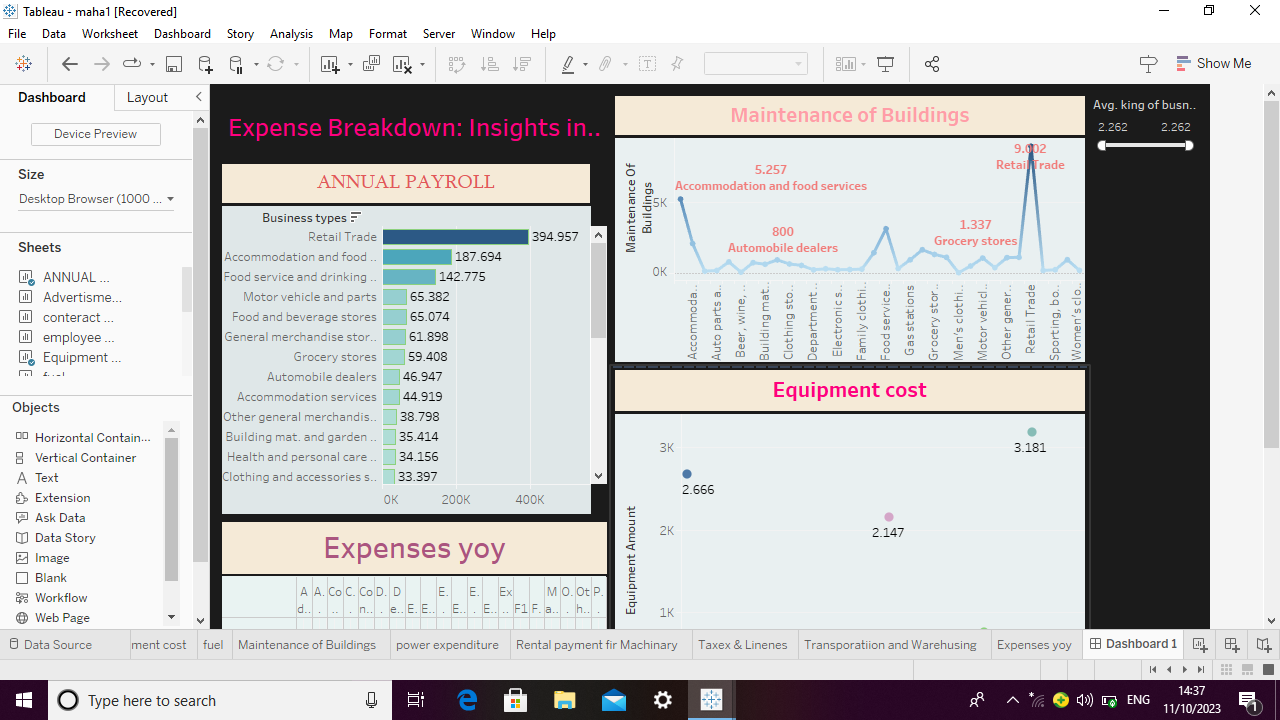 Tableau - maha1 [Recovered]
File Data Worksheet Dashboard Story Analysis Map Format Server Window Help
Show Me
Dashboard Layout
Device Preview
Size
Desktop Browser (1000 ...
Sheets
ANNUAL ...
Advertisme...
conteract ...
employee ...
Equipment ...
Objects
Horizontal Contain...
Vertical Container
Text
Extension
Ask Data
Data Story
Image
Blank
Workflow
Web Page
Expense Breakdown: Insights in..
ANNUAL PAYROLL
Business types
Retail Trade 394.957
Accommodation and food .. 187.694
Food service and drinking .. 142.775
Motor vehicle and parts 65.382
Food and beverage stores 65.074
General merchandise stor.. 61.898
Grocery stores 59.408
Automobile dealers 46.947
Accommodation services 44.919
Other general merchandis.. 38.798
Building mat. and garden .. 35.414
Health and personal care .. 34.156
Clothing and accessories s.. 33.397
0K 200K 400K
Expenses yoy
A d.. A. . Co.. . C. . Con.. D. . De.. E. E.. E. E.. E. . E.. E. . E.. Ex.. F1 F. Ma.. O. . Oth.. P. .
Maintenance of Buildings
Maintenance Of Buildings
5K
0K
5.257
Accommodation and food services
800
Automobile dealers
1.337
Grocery stores
9.002
Retail Trade
Accommoda..
Auto parts a..
Beer, wine, ..
Building mat..
Clothing sto..
Department..
Electronic s..
Family clothi..
Food service..
Gas stations
Grocery stor..
Men's clothi..
Motor vehicl..
Other gener..
Retail Trade
Sporting, bo..
Women's clo..
Equipment cost
Equipment Amount
3K
2K
1K
2.666
2.147
3.181
Avg. king of busn..
2.262 2.262
Data Source ment cost fuel Maintenance of Buildings power expenditure Rental payment fir Machinary Taxex & Linenes Transporatiion and Warehusing Expenses yoy Dashboard 1
Type here to search
ENG
14:37
11/10/2023
1